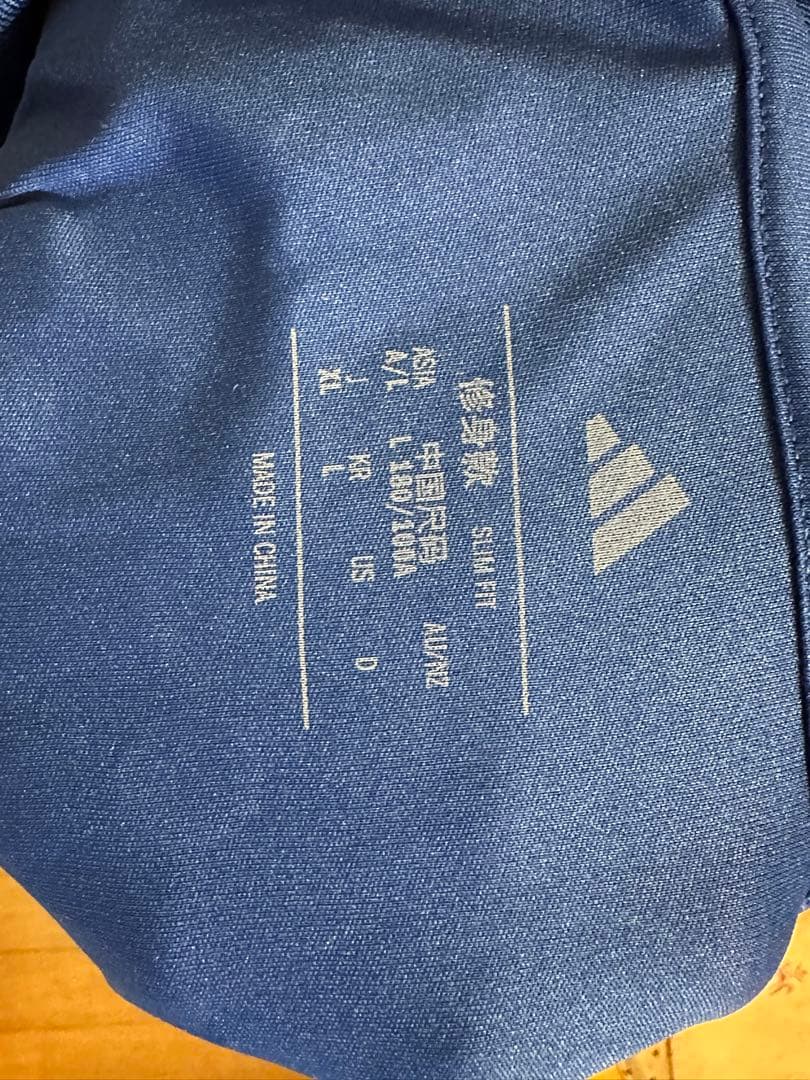 修身款 SLIM FIT
ASIA 中国尺码 AU/NZ
A/L L 180/100A
J KR US D
XL L
MADE IN CHINA